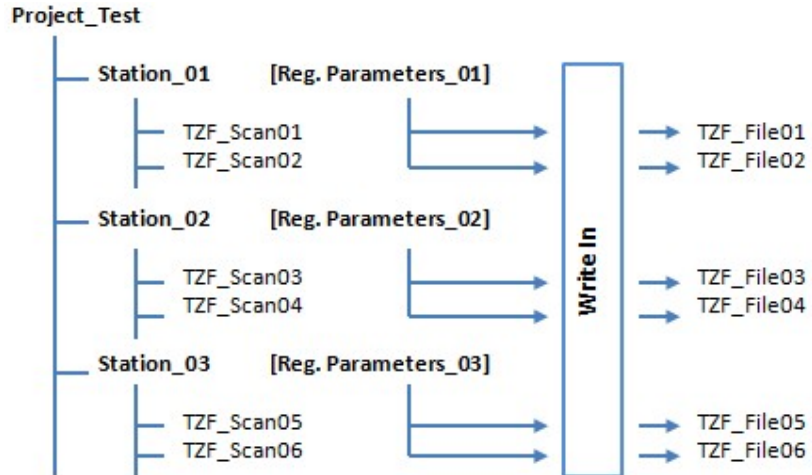 Project_Test
Station_01 [Reg. Parameters_01]
TZF_Scan01 TZF_File01
TZF_Scan02 TZF_File02
Station_02 [Reg. Parameters_02]
Write In
TZF_Scan03 TZF_File03
TZF_Scan04 TZF_File04
Station_03 [Reg. Parameters_03]
TZF_Scan05 TZF_File05
TZF_Scan06 TZF_File06